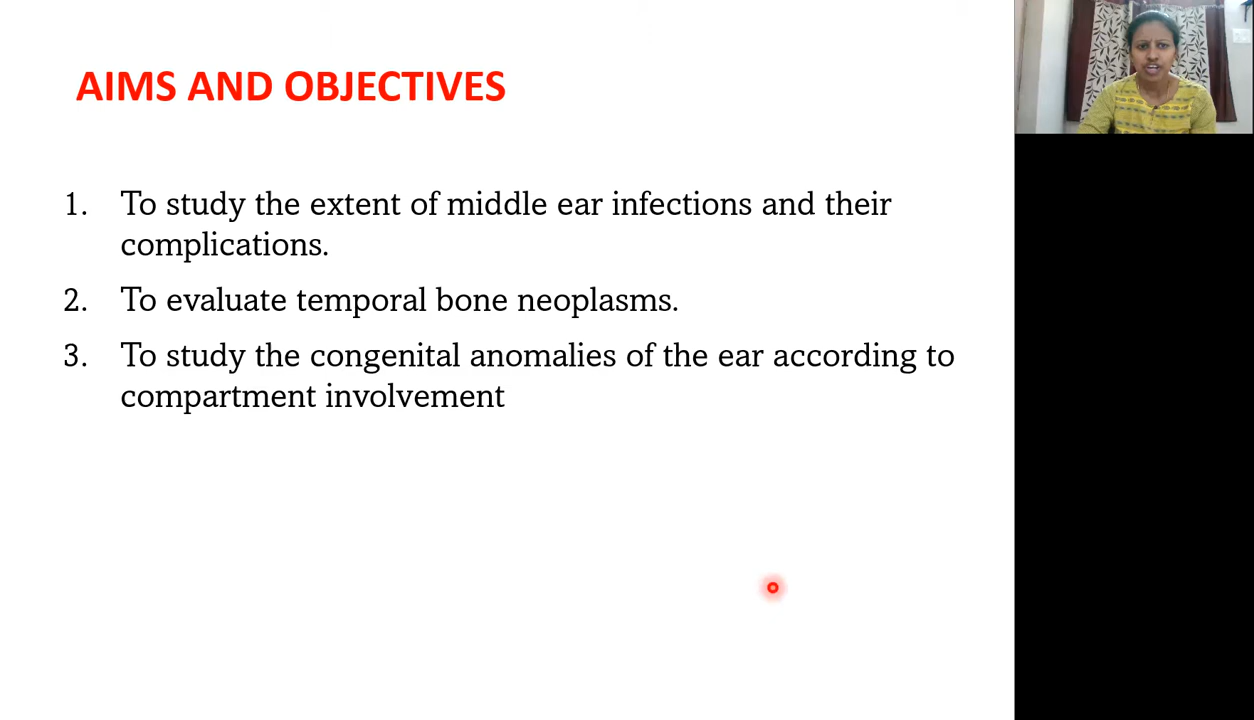 AIMS AND OBJECTIVES
1. To study the extent of middle ear infections and their
complications.
2. To evaluate temporal bone neoplasms.
3. To study the congenital anomalies of the ear according to
compartment involvement